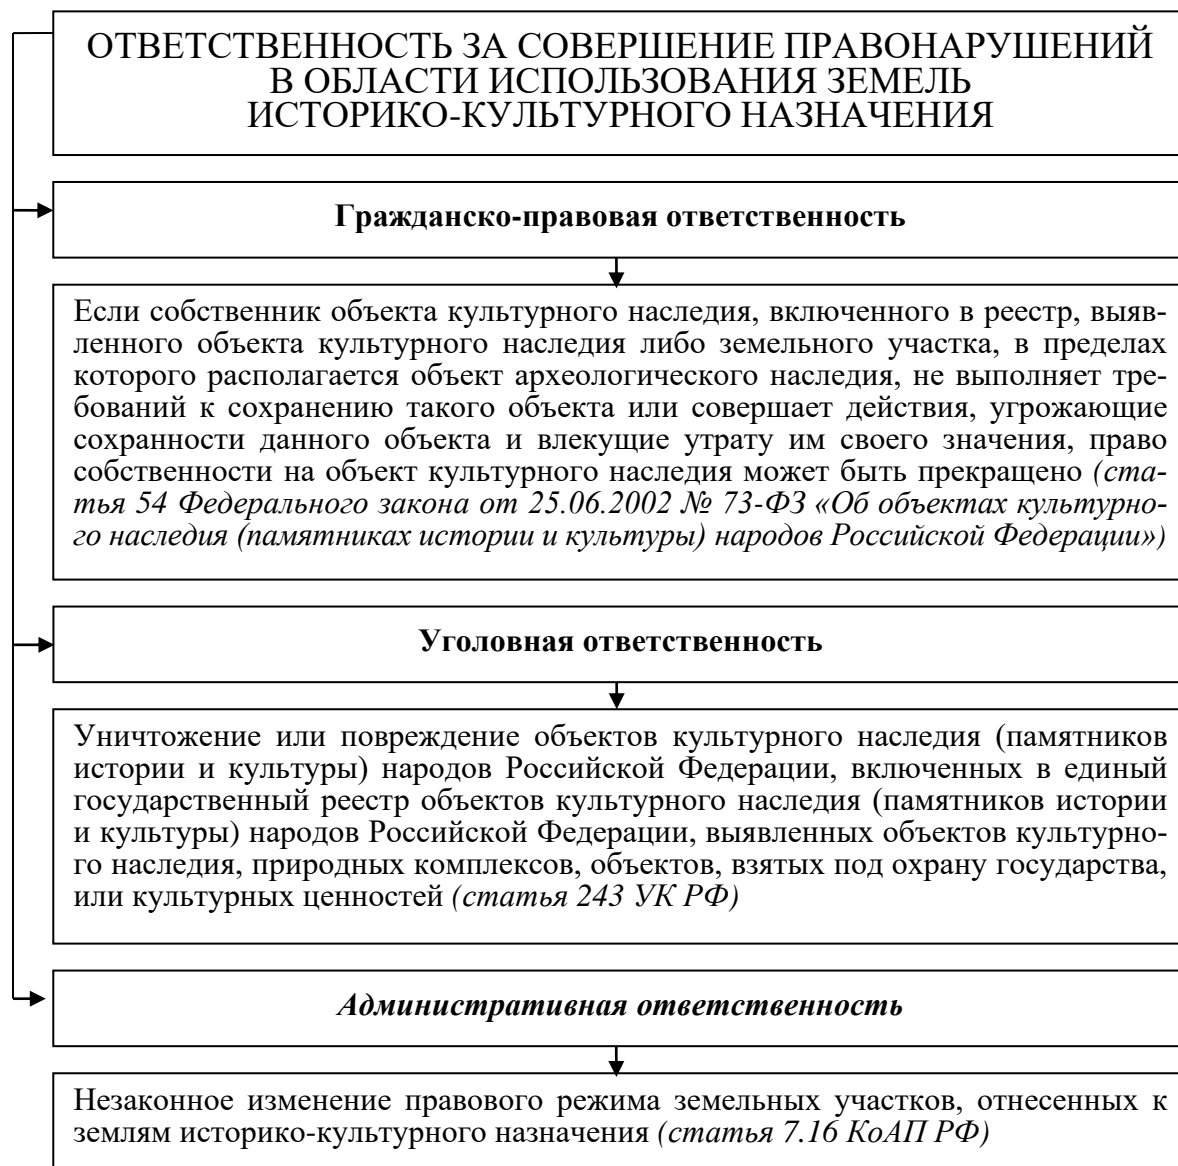 ОТВЕТСТВЕННОСТЬ ЗА СОВЕРШЕНИЕ ПРАВОНАРУШЕНИЙ
В ОБЛАСТИ ИСПОЛЬЗОВАНИЯ ЗЕМЕЛЬ
ИСТОРИКО-КУЛЬТУРНОГО НАЗНАЧЕНИЯ
Гражданско-правовая ответственность
Если собственник объекта культурного наследия, включенного в реестр, выяв-
ленного объекта культурного наследия либо земельного участка, в пределах
которого располагается объект археологического наследия, не выполняет тре-
бований к сохранению такого объекта или совершает действия, угрожающие
сохранности данного объекта и влекущие утрату им своего значения, право
собственности на объект культурного наследия может быть прекращено (ста-
тья 54 Федерального закона от 25.06.2002 № 73-ФЗ «Об объектах культурно-
го наследия (памятниках истории и культуры) народов Российской Федерации»)
Уголовная ответственность
Уничтожение или повреждение объектов культурного наследия (памятников
истории и культуры) народов Российской Федерации, включенных в единый
государственный реестр объектов культурного наследия (памятников истории
и культуры) народов Российской Федерации, выявленных объектов культурно-
го наследия, природных комплексов, объектов, взятых под охрану государства,
или культурных ценностей (статья 243 УК РФ)
Административная ответственность
Незаконное изменение правового режима земельных участков, отнесенных к
землям историко-культурного назначения (статья 7.16 КоАП РФ)